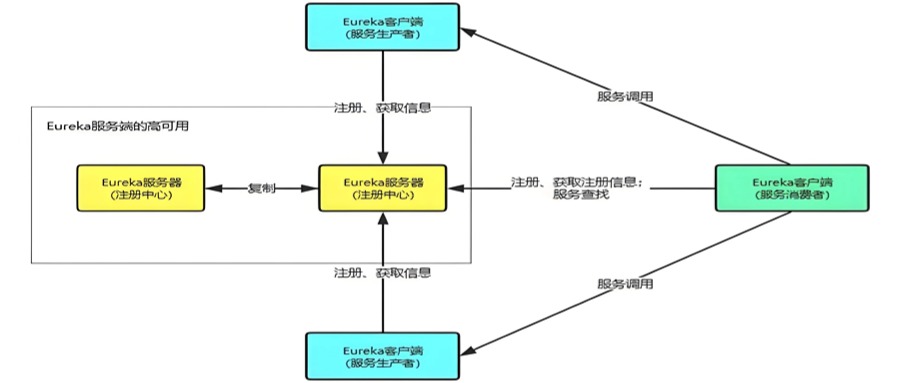 Eureka客户端
(服务生产者)
服务调用
注册、获取信息
Eureka服务端的高可用
Eureka服务器
(注册中心)
复制
Eureka服务器
(注册中心)
注册、获取注册信息;
服务查找
Eureka客户端
(服务消费者)
注册、获取信息
服务调用
Eureka客户端
(服务生产者)